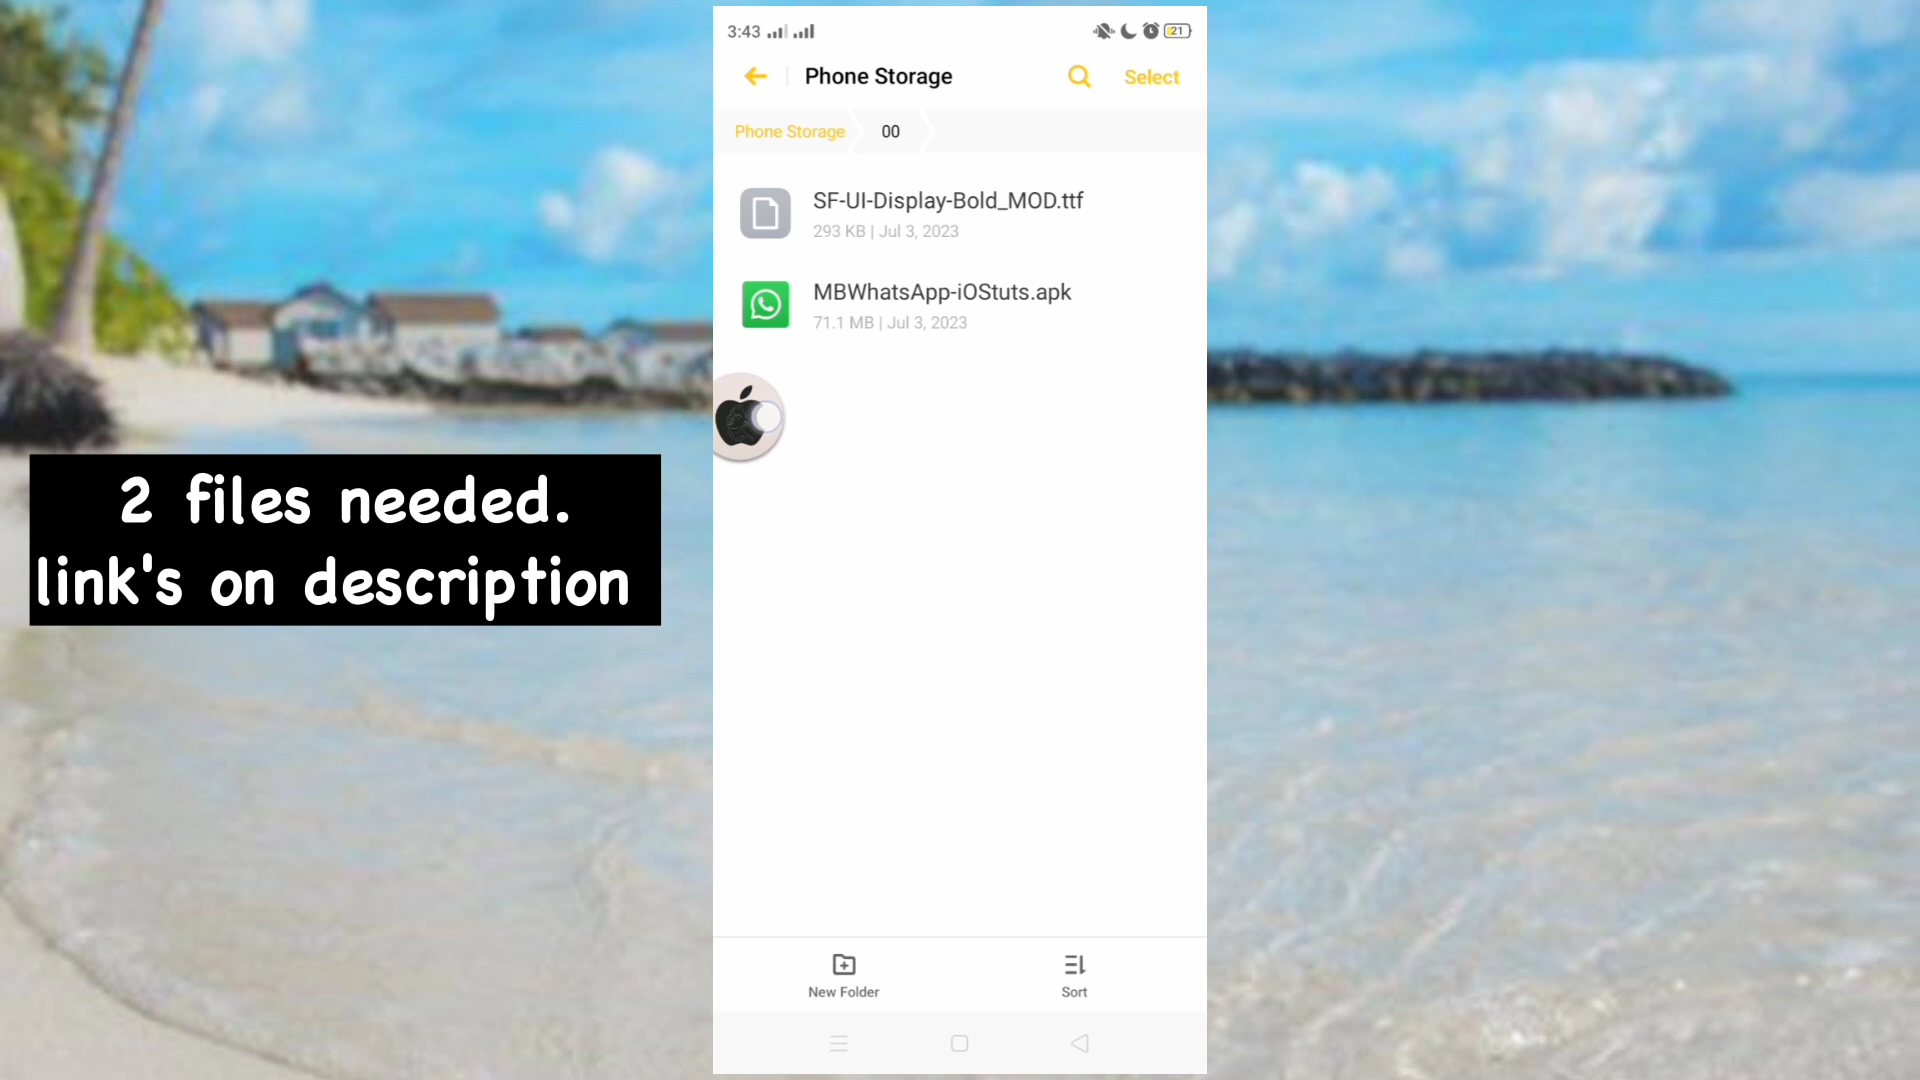 3:43
21
Phone Storage
Select
Phone Storage
00
SF-UI-Display-Bold_MOD.ttf
293 KB | Jul 3, 2023
MBWhatsApp-iOStuts.apk
71.1 MB | Jul 3, 2023
2 files needed.
link's on description
New Folder
Sort